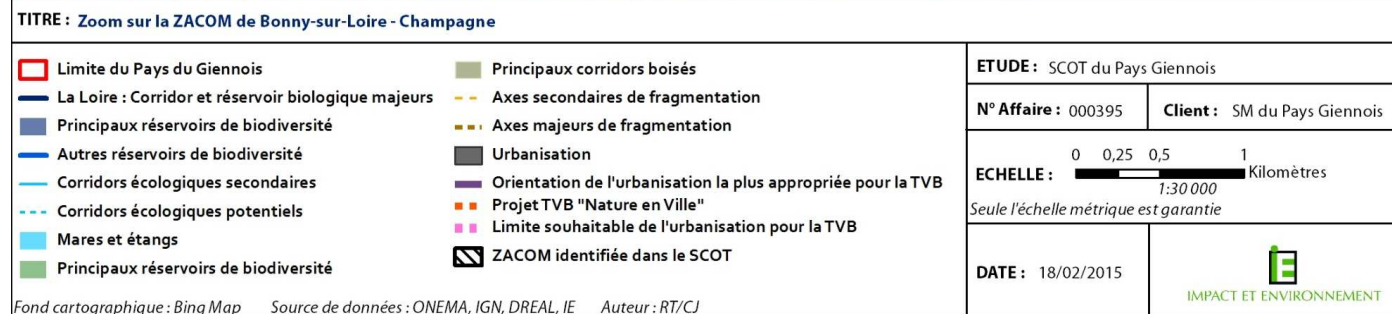 TITRE : Zoom sur la ZACOM de Bonny-sur-Loire - Champagne
Limite du Pays du Giennois
La Loire : Corridor et réservoir biologique majeurs
Principaux réservoirs de biodiversité
Autres réservoirs de biodiversité
Corridors écologiques secondaires
Corridors écologiques potentiels
Mares et étangs
Principaux réservoirs de biodiversité
Principaux corridors boisés
Axes secondaires de fragmentation
Axes majeurs de fragmentation
Urbanisation
Orientation de l'urbanisation la plus appropriée pour la TVB
Projet TVB "Nature en Ville"
Limite souhaitable de l'urbanisation pour la TVB
ZACOM identifiée dans le SCOT
Fond cartographique : Bing Map Source de données : ONEMA, IGN, DREAL, IE Auteur : RT/CJ
ETUDE : SCOT du Pays Giennois
N° Affaire : 000395
Client : SM du Pays Giennois
0 0,25 0,5 1
ECHELLE : Kilomètres
1:30 000
Seule l'échelle métrique est garantie
DATE : 18/02/2015
IE
IMPACT ET ENVIRONNEMENT